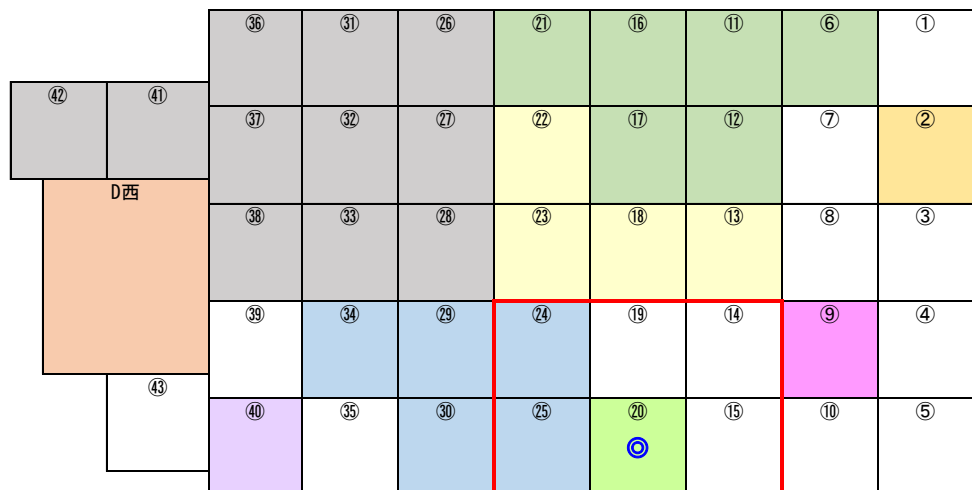 ㊱ ㉛ ㉖ ㉑ ⑯ ⑪ ⑥ ①
㊷ ㊶
㊲ ㉜ ㉗ ㉒ ⑰ ⑫ ⑦ ②
D西
㊳ ㉝ ㉘ ㉓ ⑱ ⑬ ⑧ ③
㊴ ㉞ ㉙ ㉔ ⑲ ⑭ ⑨ ④
㊸
㊵ ㉟ ㉚ ㉕ ⑳ ⑮ ⑩ ⑤
◎